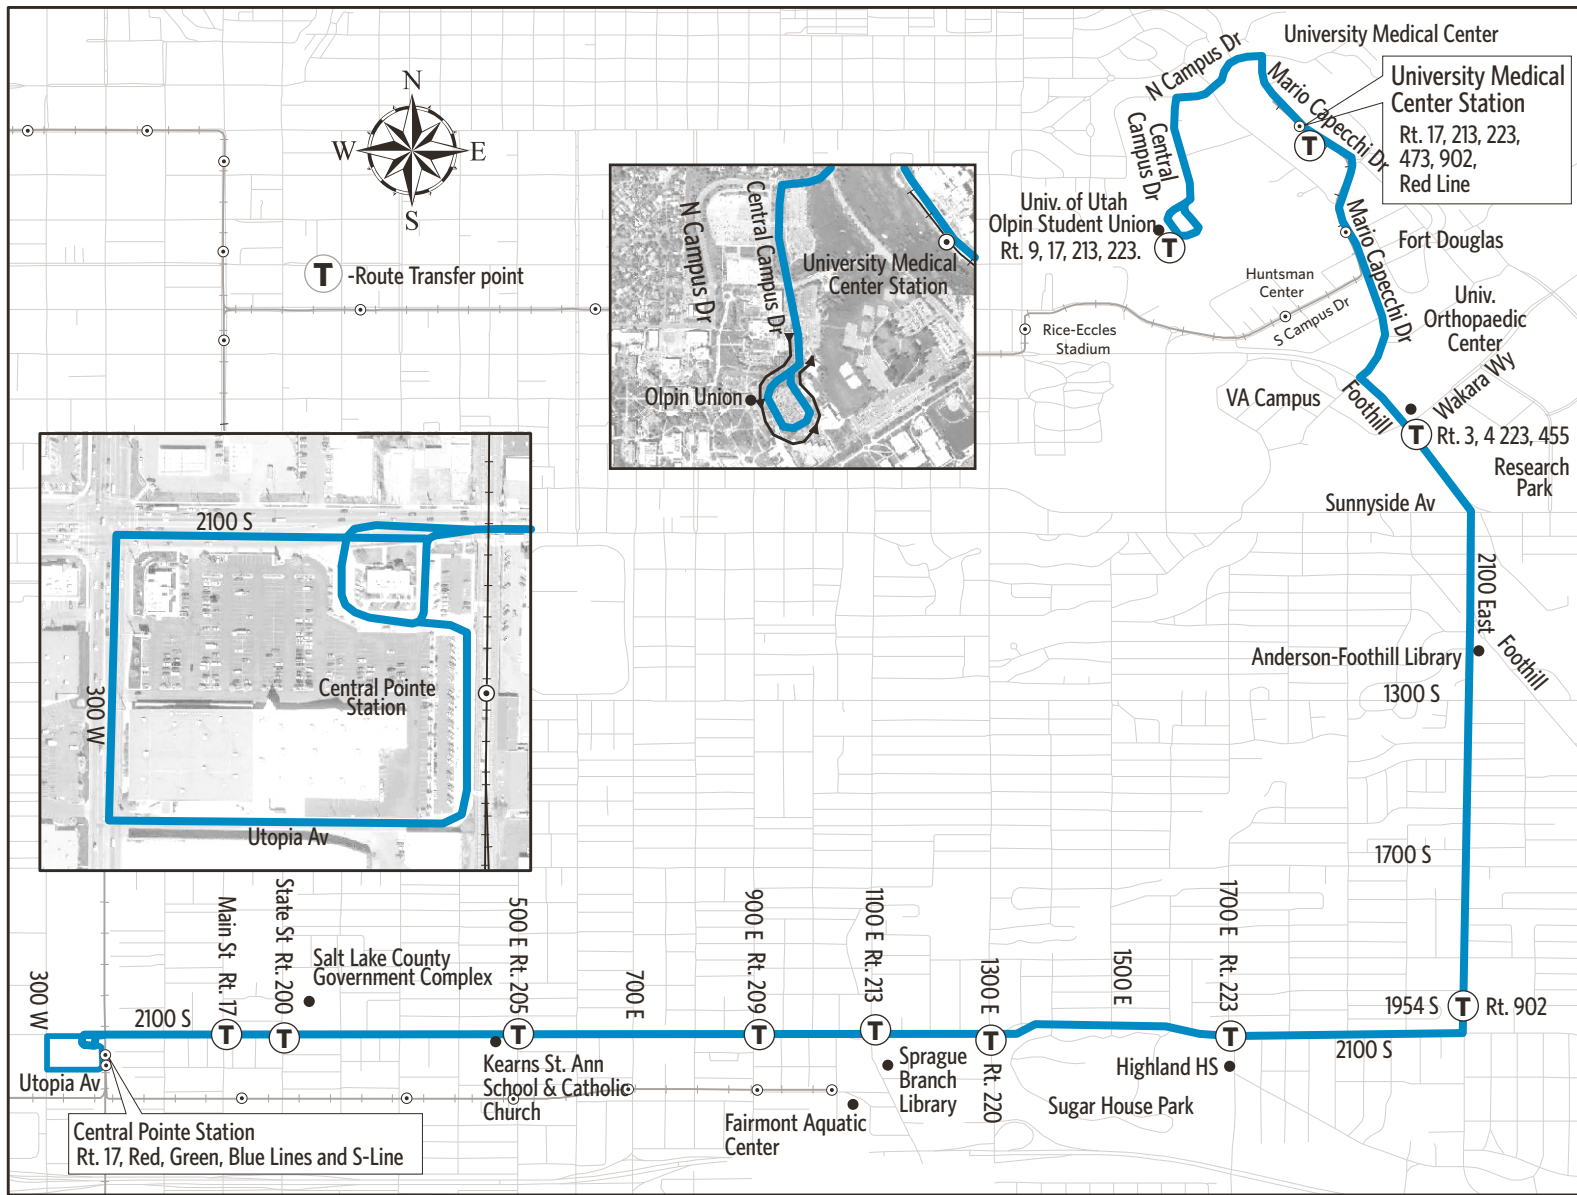 University Medical Center
N Campus Dr
Mario Capecchi Dr
University Medical
Center Station
Rt. 17, 213, 223,
473, 902,
Red Line
N
W
E
S
T
-Route Transfer point
Central
Campus Dr
T
Univ. of Utah
Olpin Student Union
Rt. 9, 17, 213, 223.
T
Mario Capecchi Dr
Fort Douglas
Huntsman
Center
S Campus Dr
Rice-Eccles
Stadium
Univ.
Orthopaedic
Center
N Campus Dr
Central Campus Dr
University Medical
Center Station
Olpin Union
VA Campus
Foothill
Wakara Wy
T
Rt. 3, 4 223, 455
Research
Park
Sunnyside Av
2100 S
300 W
Central Pointe
Station
Utopia Av
2100 East
Anderson-Foothill Library
Foothill
1300 S
1700 S
300 W
2100 S
Main St Rt. 17
T
State St Rt. 200
T
Salt Lake County
Government Complex
500 E Rt. 205
T
700 E
900 E Rt. 209
T
1100 E Rt. 213
T
1300 E
T
Rt. 220
1500 E
1700 E Rt. 223
T
1954 S
T
Rt. 902
2100 S
Utopia Av
Kearns St. Ann
School & Catholic
Church
Sprague
Branch
Library
Highland HS
Sugar House Park
Fairmont Aquatic
Center
Central Pointe Station
Rt. 17, Red, Green, Blue Lines and S-Line